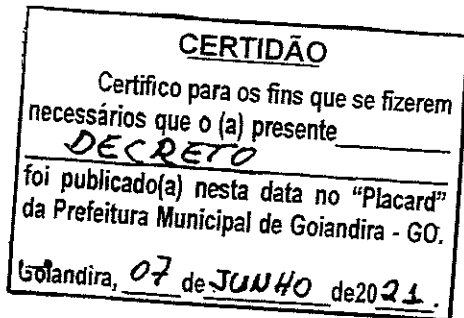 CERTIDÃO
Certifico para os fins que se fizerem
necessários que o (a) presente
DECRETO
foi publicado(a) nesta data no "Placard"
da Prefeitura Municipal de Goiandira - GO.
Goiandira, 07 de JUNHO de 2021.